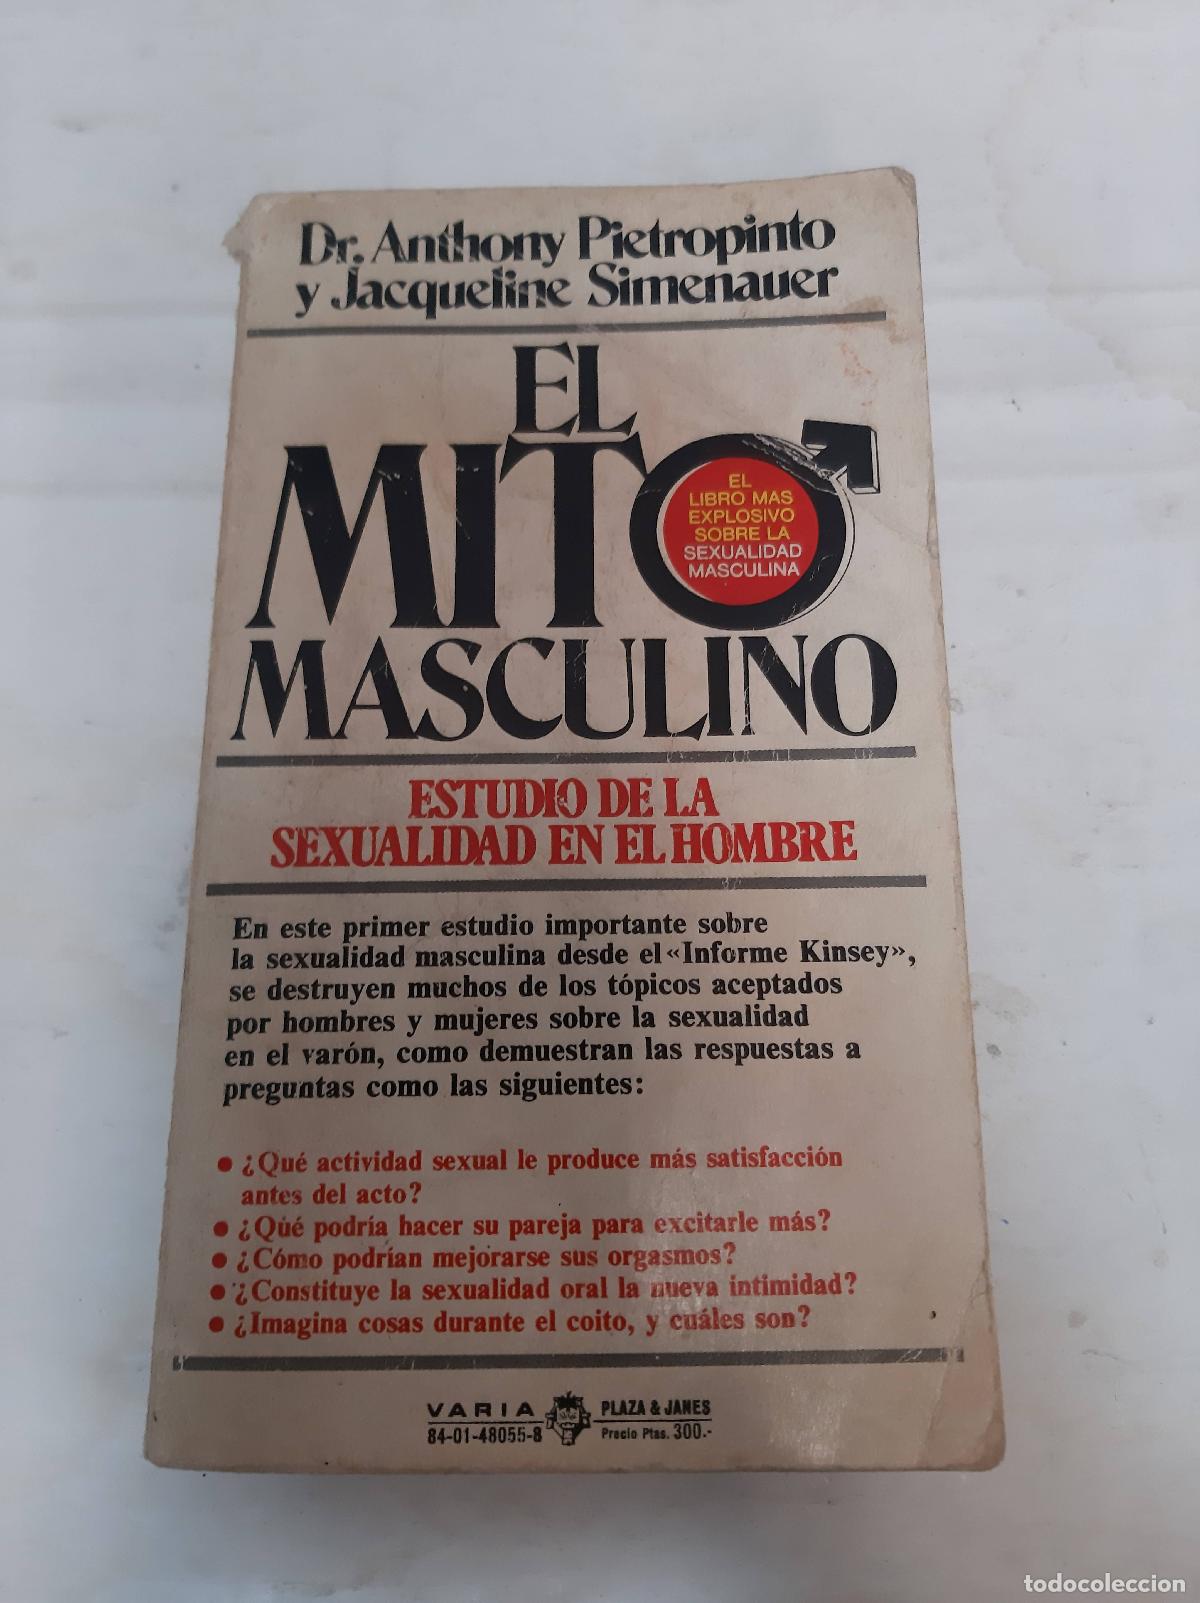 Dr. Anthony Pietropinto
y Jacqueline Simenauer
EL
MITO
EL
LIBRO MAS
EXPLOSIVO
SOBRE LA
SEXUALIDAD
MASCULINA
MASCULINO
ESTUDIO DE LA
SEXUALIDAD EN EL HOMBRE
En este primer estudio importante sobre
la sexualidad masculina desde el «Informe Kinsey»,
se destruyen muchos de los tópicos aceptados
por hombres y mujeres sobre la sexualidad
en el varón, como demuestran las respuestas a
preguntas como las siguientes:
● ¿Qué actividad sexual le produce más satisfacción
antes del acto?
● ¿Qué podría hacer su pareja para excitarle más?
● ¿Cómo podrían mejorarse sus orgasmos?
● ¿Constituye la sexualidad oral la nueva intimidad?
● ¿Imagina cosas durante el coito, y cuáles son?
VARIA PLAZA & JANES
84-01-48055-8 Precio Ptas. 300.-
todocoleccion